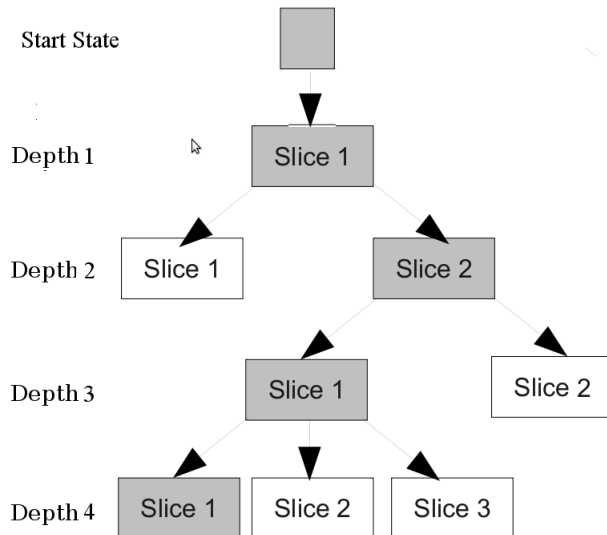 Start State
Depth 1
Slice 1
Depth 2
Slice 1
Slice 2
Depth 3
Slice 1
Slice 2
Depth 4
Slice 1
Slice 2
Slice 3